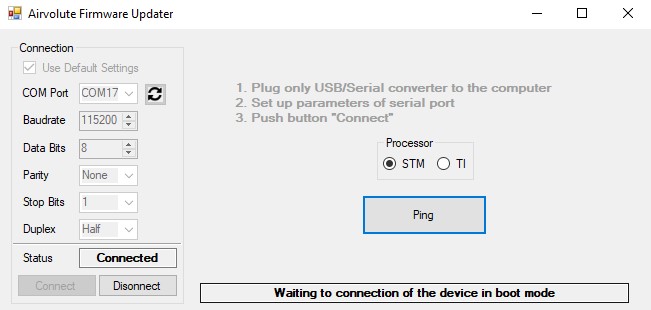 Airvolute Firmware Updater
Connection
Use Default Settings
COM Port COM17
Baudrate 115200
Data Bits 8
Parity None
Stop Bits 1
Duplex Half
Status Connected
Connect Disonnect
1. Plug only USB/Serial converter to the computer
2. Set up parameters of serial port
3. Push button "Connect"
Processor
STM TI
Ping
Waiting to connection of the device in boot mode